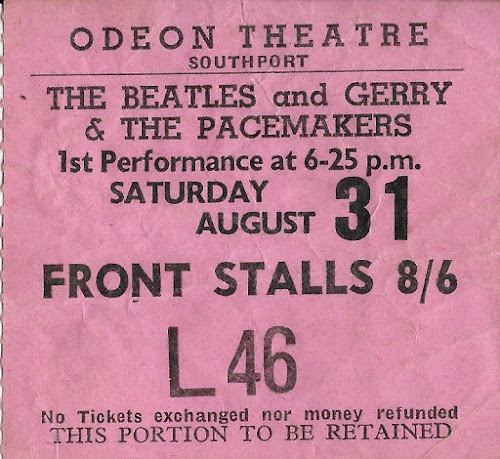 ODEON THEATRE
SOUTHPORT
THE BEATLES and GERRY
& THE PACEMAKERS
1st Performance at 6-25 p.m.
SATURDAY
AUGUST 31
FRONT STALLS 8/6
L 46
No Tickets exchanged nor money refunded
THIS PORTION TO BE RETAINED